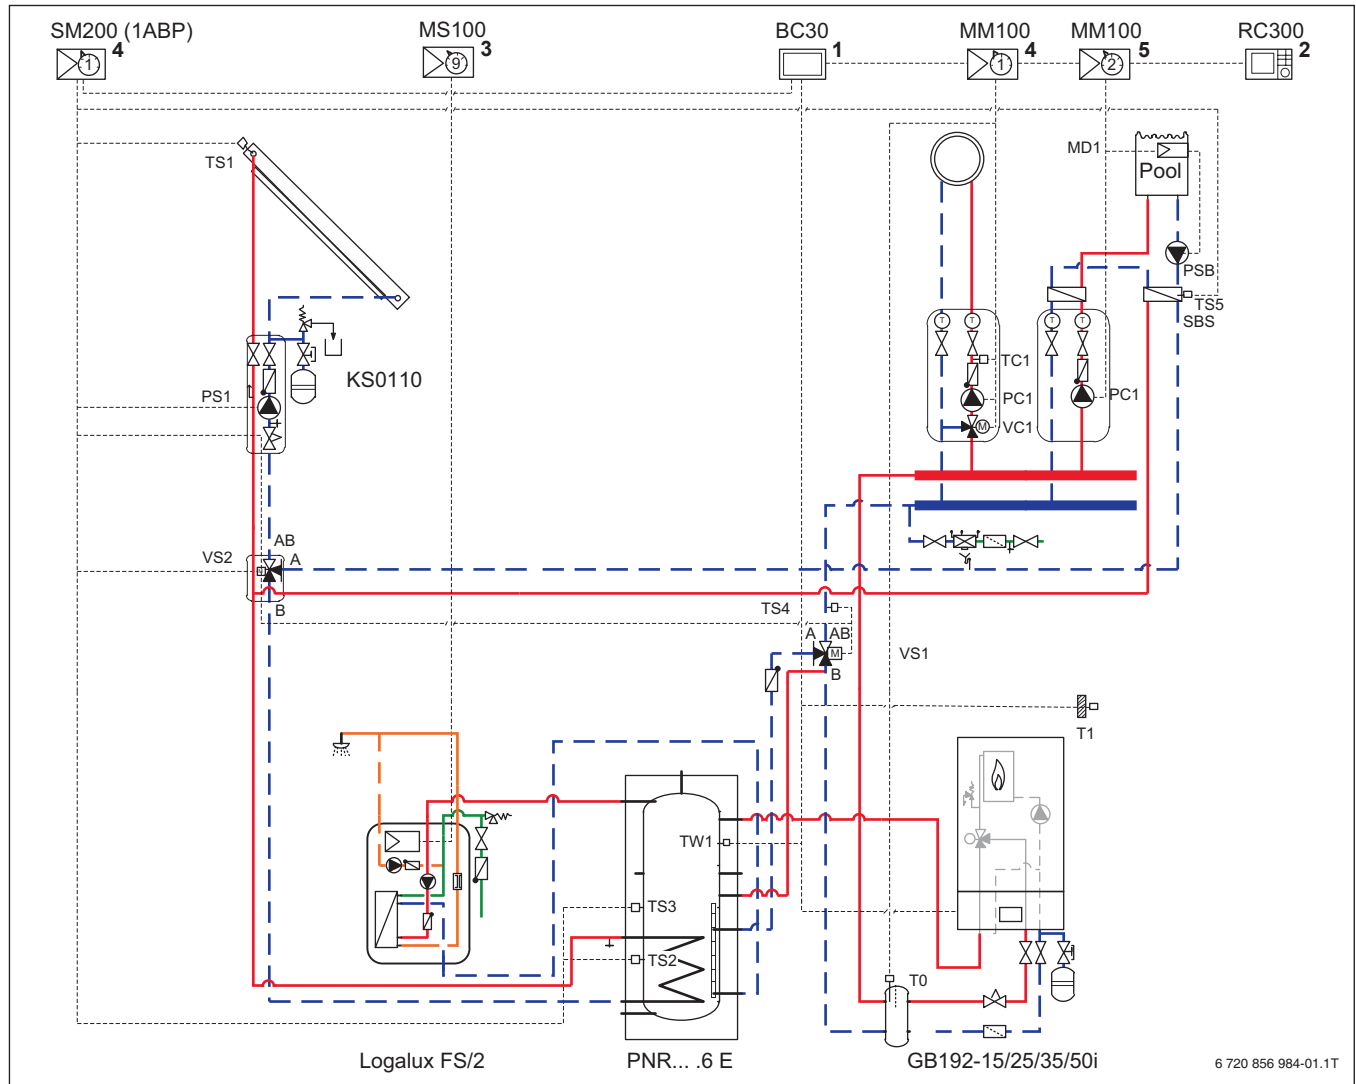 SM200 (1ABP)
4
1
MS100
3
9
BC30
1
MM100
4
1
MM100
5
2
RC300
2
TS1
MD1
Pool
PSB
TS5
SBS
T
T
T
T
TC1
KS0110
PS1
PC1
PC1
VC1
M
AB
VS2
A
M
B
TS4
A
AB
VS1
M
B
T1
TW1
TS3
TS2
T0
Logalux FS/2
PNR... .6 E
GB192-15/25/35/50i
6 720 856 984-01.1T